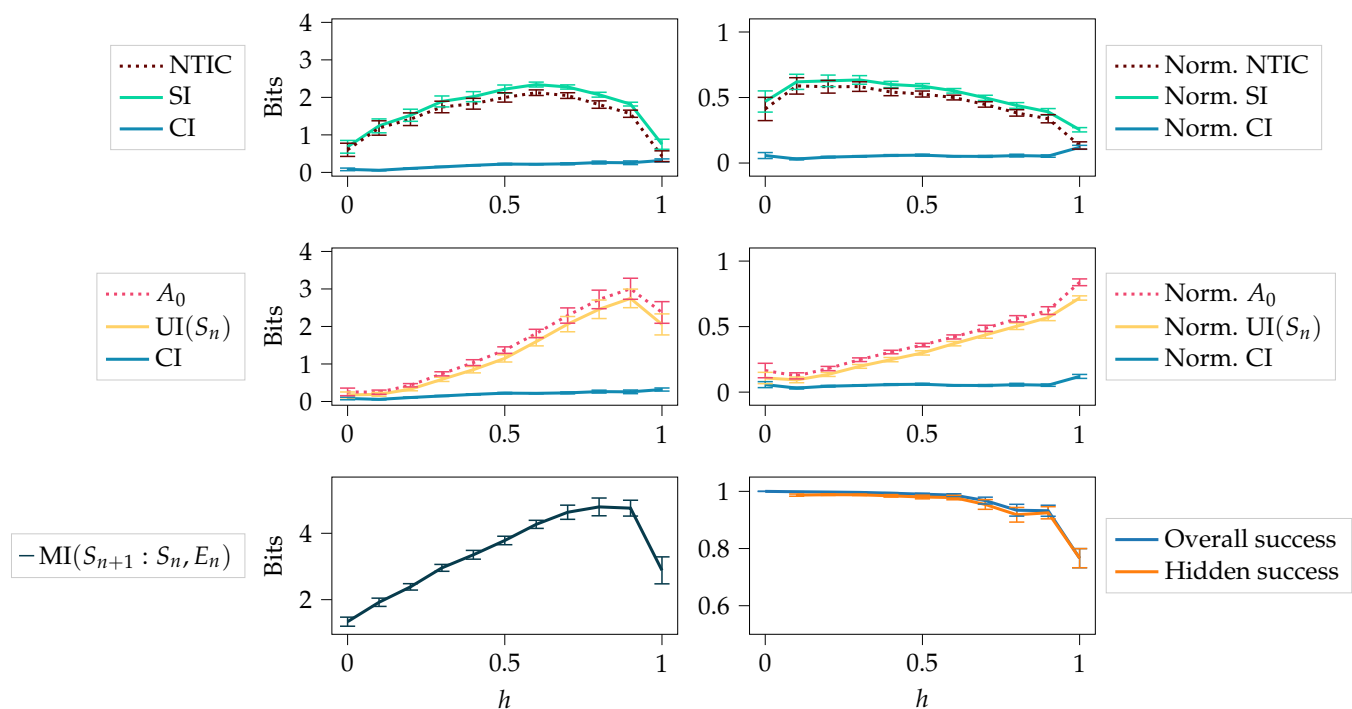 NTIC
SI
CI
Bits
4
3
2
1
0
0
0.5
1
1
0.5
0
0
0.5
1
Norm. NTIC
Norm. SI
Norm. CI
A₀
UI(Sₙ)
CI
Bits
4
3
2
1
0
0
0.5
1
1
0.5
0
0
0.5
1
Norm. A₀
Norm. UI(Sₙ)
Norm. CI
−MI(Sₙ₊₁ : Sₙ, Eₙ)
Bits
4
2
0
0.5
1
h
1
0.8
0.6
0
0.5
1
h
Overall success
Hidden success